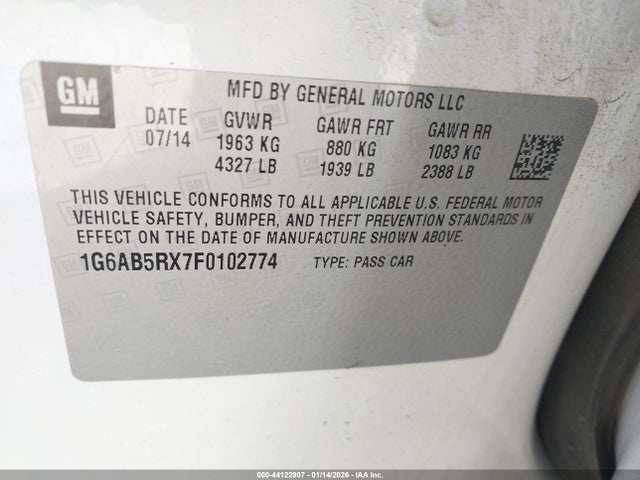 GM
MFD BY GENERAL MOTORS LLC
DATE GVWR GAWR FRT GAWR RR
07/14 1963 KG 880 KG 1083 KG
4327 LB 1939 LB 2388 LB
THIS VEHICLE CONFORMS TO ALL APPLICABLE U.S. FEDERAL MOTOR
VEHICLE SAFETY, BUMPER, AND THEFT PREVENTION STANDARDS IN
EFFECT ON THE DATE OF MANUFACTURE SHOWN ABOVE.
1G6AB5RX7F0102774 TYPE: PASS CAR
000-44122907 - 01/14/2026 - IAA Inc.